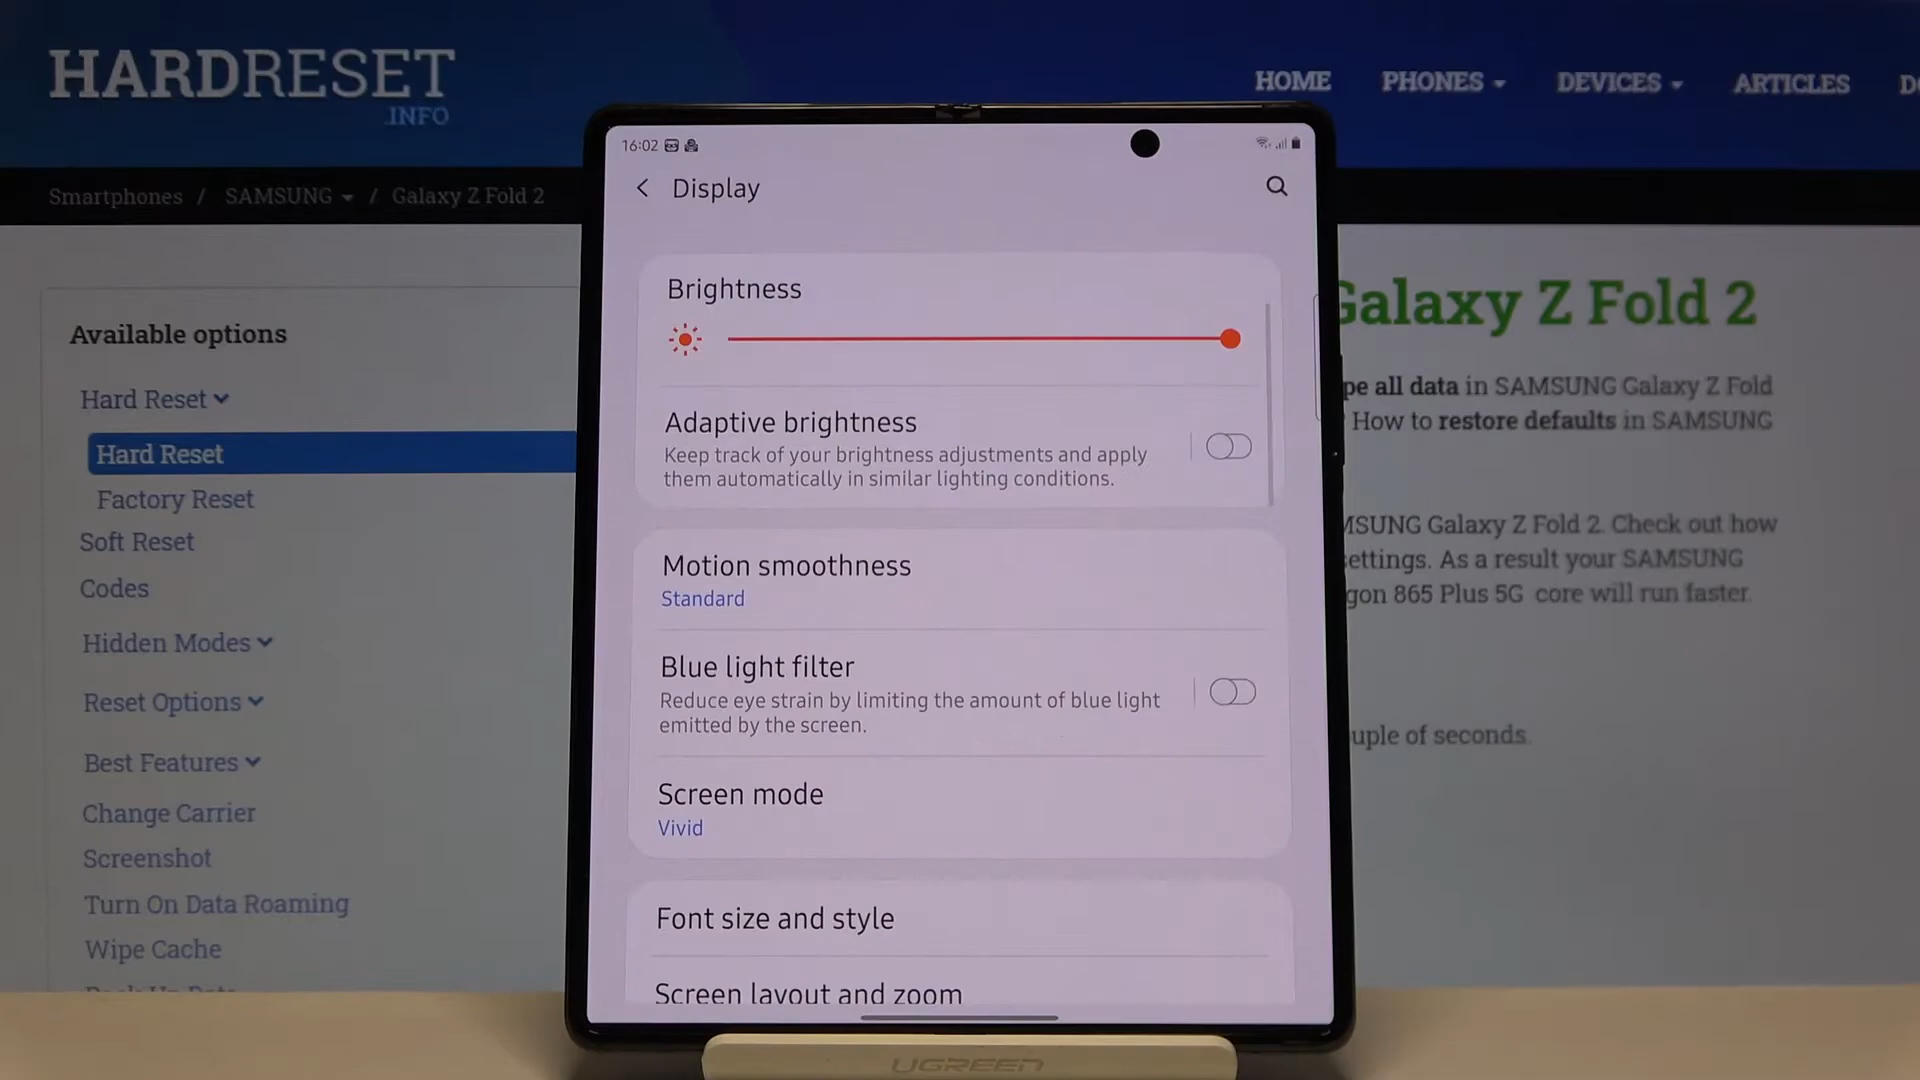 HARDRESET
.INFO
HOME
PHONES
DEVICES
ARTICLES
Smartphones / SAMSUNG / Galaxy Z Fold 2
Available options
Hard Reset
Hard Reset
Factory Reset
Soft Reset
Codes
Hidden Modes
Reset Options
Best Features
Change Carrier
Screenshot
Turn On Data Roaming
Wipe Cache
16:02
Display
Brightness
Adaptive brightness
Keep track of your brightness adjustments and apply
them automatically in similar lighting conditions.
Motion smoothness
Standard
Blue light filter
Reduce eye strain by limiting the amount of blue light
emitted by the screen.
Screen mode
Vivid
Font size and style
Screen layout and zoom
Galaxy Z Fold 2
all data in SAMSUNG Galaxy Z Fold
How to restore defaults in SAMSUNG
Galaxy Z Fold 2. Check out how
As a result your SAMSUNG
865 Plus 5G core will run faster.
of seconds.
UGREEN